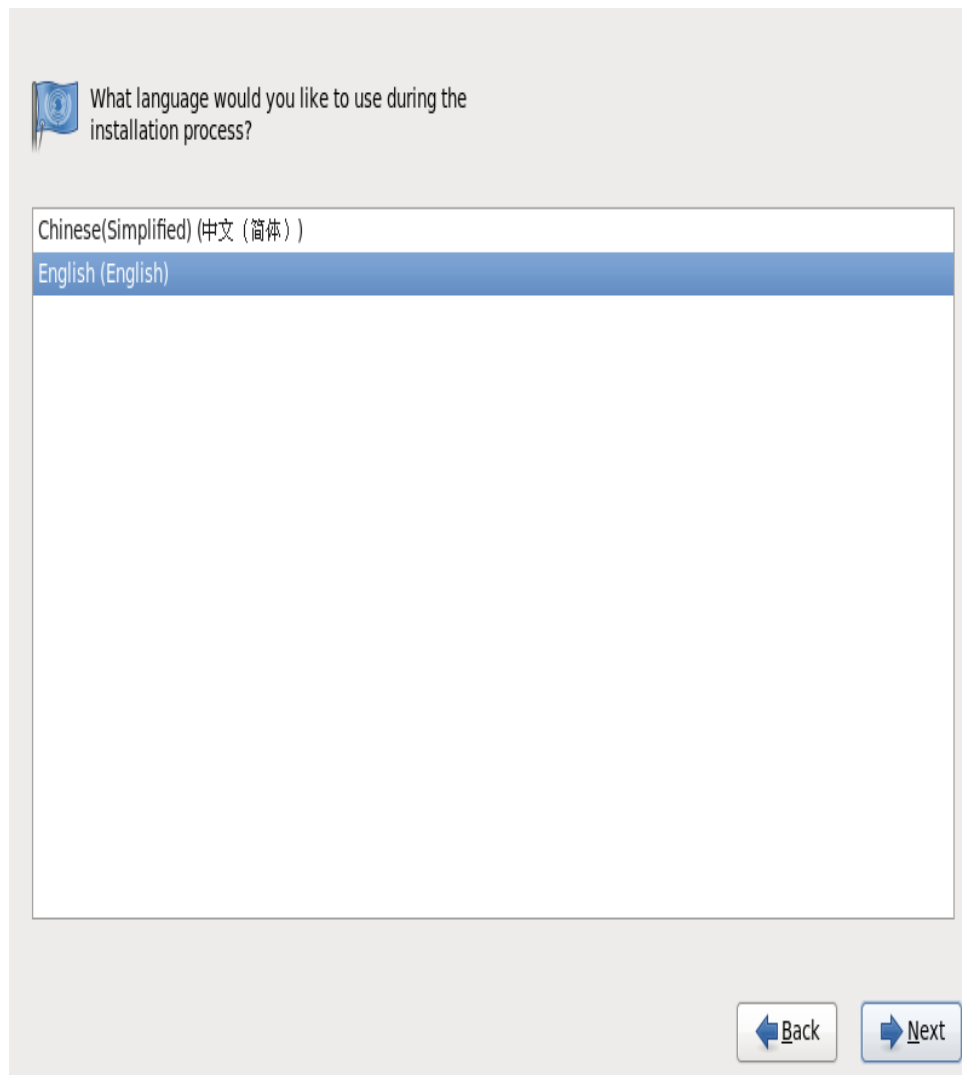 What language would you like to use during the
installation process?
Chinese(Simplified) (中文（简体）)
English (English)
Back
Next